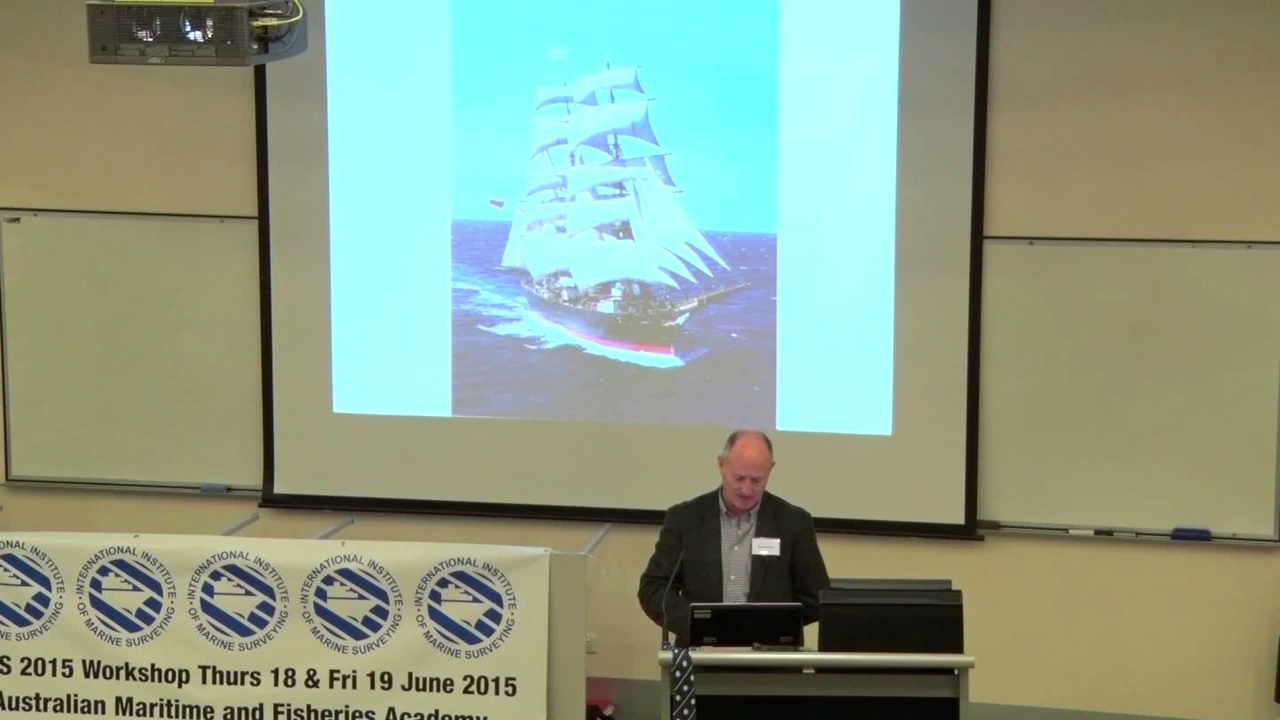 INTERNATIONAL INSTITUTE
OF MARINE SURVEYING
INTERNATIONAL INSTITUTE
OF MARINE SURVEYING
INTERNATIONAL INSTITUTE
OF MARINE SURVEYING
INTERNATIONAL INSTITUTE
OF MARINE SURVEYING
INTERNATIONAL INSTITUTE
OF MARINE SURVEYING
S 2015 Workshop Thurs 18 & Fri 19 June 2015
Australian Maritime and Fisheries Academy